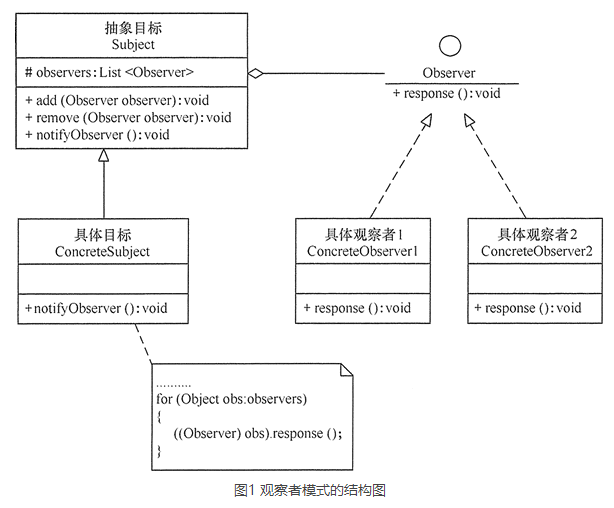 抽象目标
Subject
# observers:List <Observer>
+ add (Observer observer):void
+ remove (Observer observer):void
+ notifyObserver ():void
Observer
+ response ():void
具体目标
ConcreteSubject
+notifyObserver ():void
具体观察者1
ConcreteObserver1
+ response ():void
具体观察者2
ConcreteObserver2
+ response ():void
..........
for (Object obs:observers)
{
((Observer) obs).response ();
}
图1 观察者模式的结构图